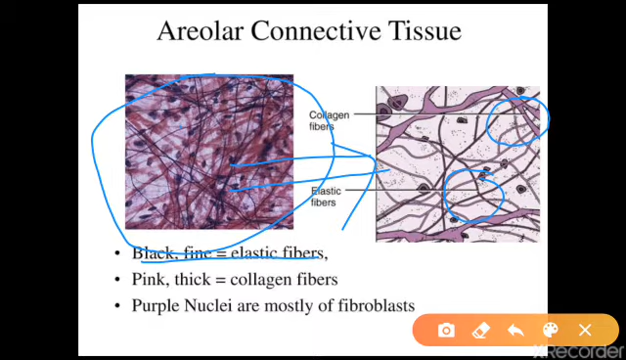 Areolar Connective Tissue
Collagen
fibers
Elastic
fibers
• Black, fine = elastic fibers,
• Pink, thick = collagen fibers
• Purple Nuclei are mostly of fibroblasts
XRecorder